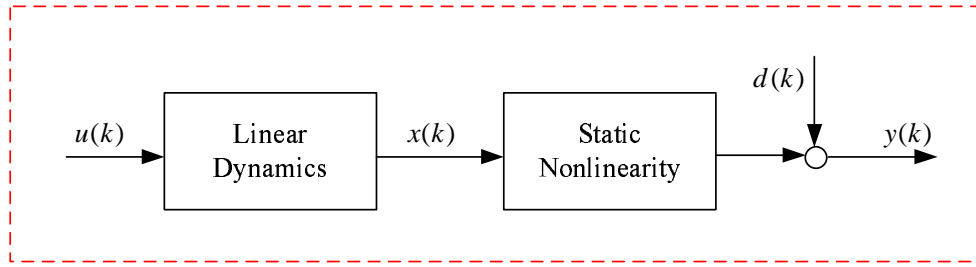 d(k)
u(k)
Linear
Dynamics
x(k)
Static
Nonlinearity
y(k)